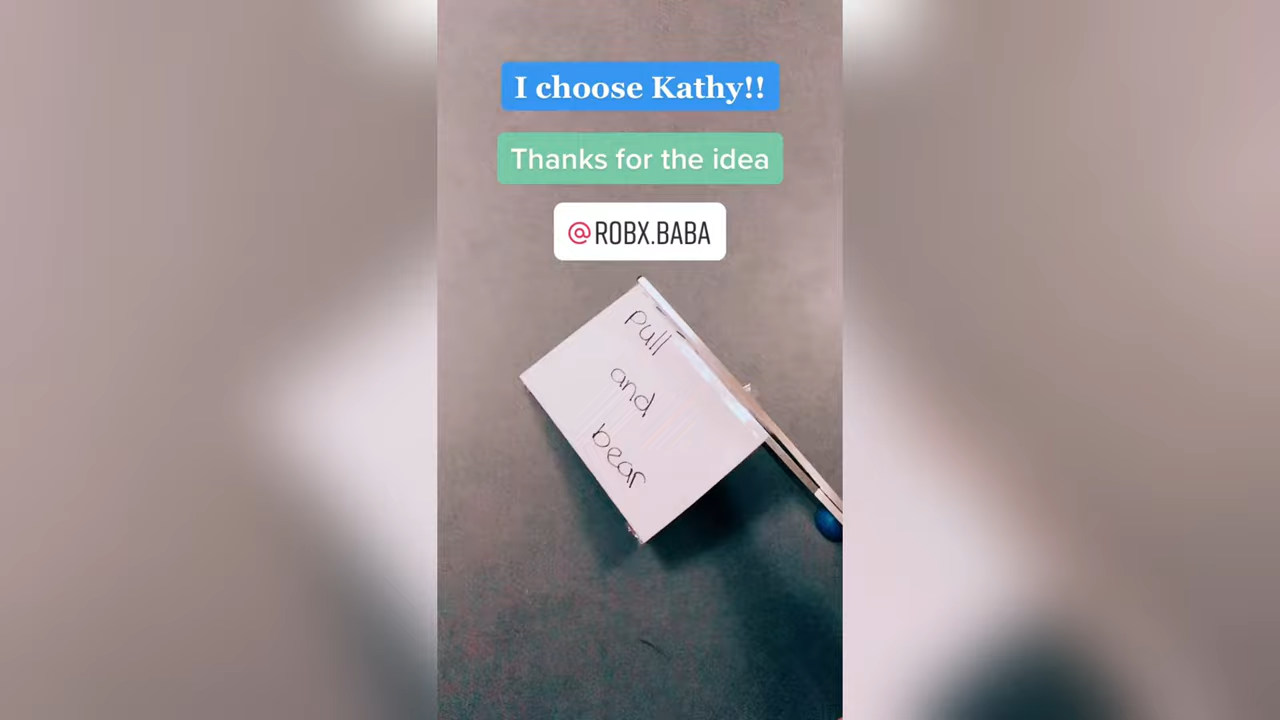 I choose Kathy!!
Thanks for the idea
@ROBX.BABA
pull
and
bear